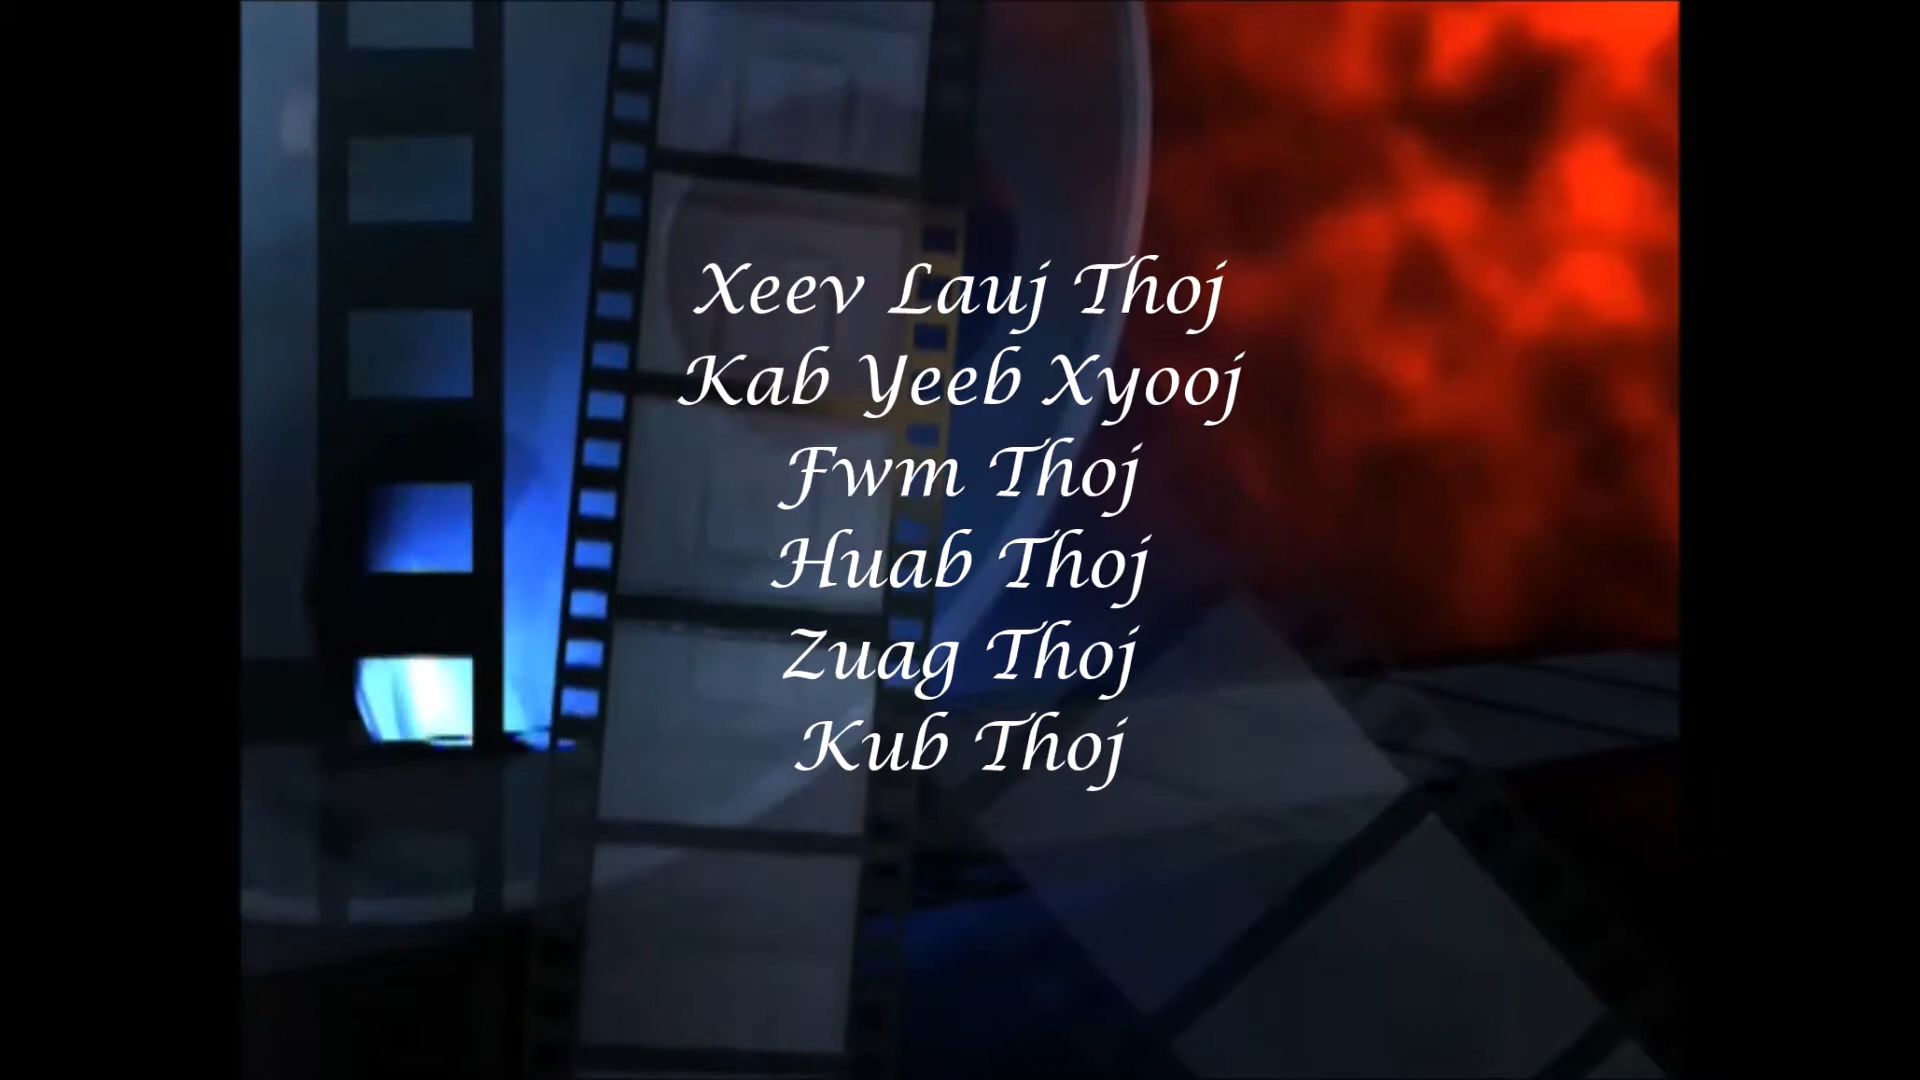 Xeev Lauj Thoj
Kab Yeeb Xyooj
Fwm Thoj
Huab Thoj
Zuag Thoj
Kub Thoj